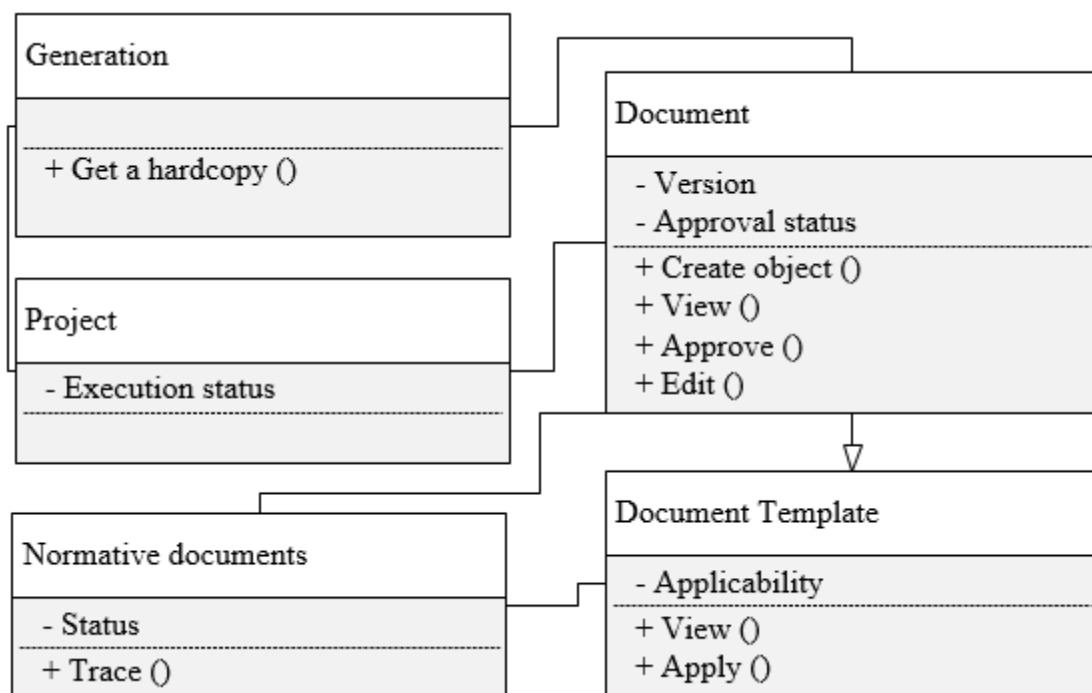 Generation
+ Get a hardcopy ()
Document
- Version
- Approval status
+ Create object ()
+ View ()
+ Approve ()
+ Edit ()
Project
- Execution status
Normative documents
- Status
+ Trace ()
Document Template
- Applicability
+ View ()
+ Apply ()